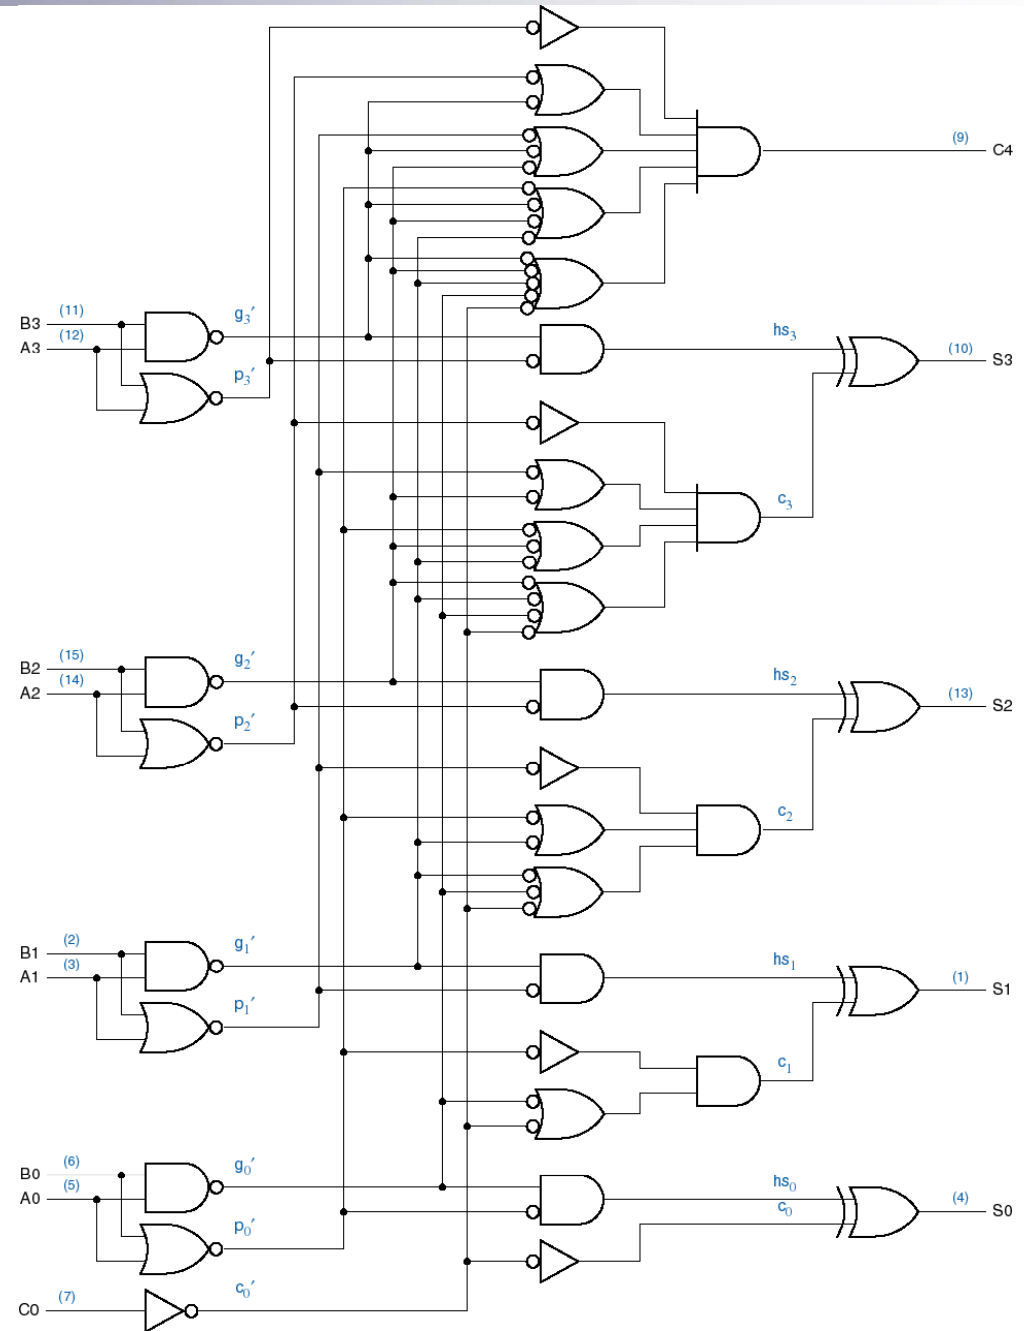 (9) C4
(11) g₃′ hs₃
B3
(12) (10)
A3 S3
p₃′
c₃
(15) g₂′ hs₂
B2
(14) (13)
A2 S2
p₂′
c₂
(2) g₁′ hs₁
B1
(3) (1)
A1 S1
p₁′
c₁
(6) g₀′ hs₀
B0
(5) c₀ (4)
A0 S0
p₀′
(7) c₀′
C0